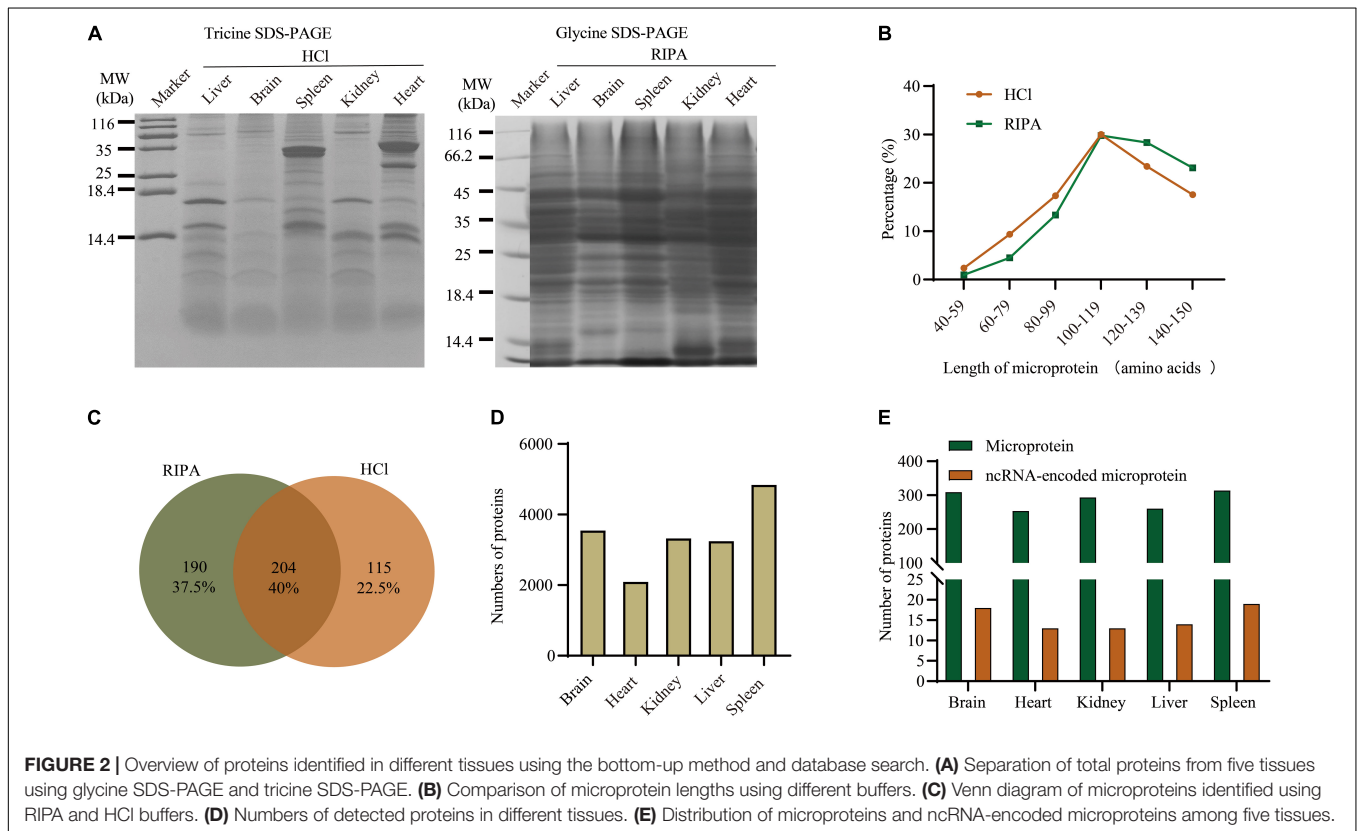 A
Tricine SDS-PAGE
HCl
MW
(kDa)
Marker
Liver
Brain
Spleen
Kidney
Heart
116
35
25
18.4
14.4
Glycine SDS-PAGE
RIPA
MW
(kDa)
Marker
Liver
Brain
Spleen
Kidney
Heart
116
66.2
45
35
25
18.4
14.4
B
HCl
RIPA
Percentage (%)
40
30
20
10
0
40-59
60-79
80-99
100-119
120-139
140-150
Length of microprotein （amino acids ）
C
RIPA
HCl
190
37.5%
204
40%
115
22.5%
D
Numbers of proteins
6000
4000
2000
0
Brain
Heart
Kidney
Liver
Spleen
E
Microprotein
ncRNA-encoded microprotein
Number of proteins
400
300
200
100
25
20
15
10
5
0
Brain
Heart
Kidney
Liver
Spleen
FIGURE 2 | Overview of proteins identified in different tissues using the bottom-up method and database search. (A) Separation of total proteins from five tissues
using glycine SDS-PAGE and tricine SDS-PAGE. (B) Comparison of microprotein lengths using different buffers. (C) Venn diagram of microproteins identified using
RIPA and HCl buffers. (D) Numbers of detected proteins in different tissues. (E) Distribution of microproteins and ncRNA-encoded microproteins among five tissues.